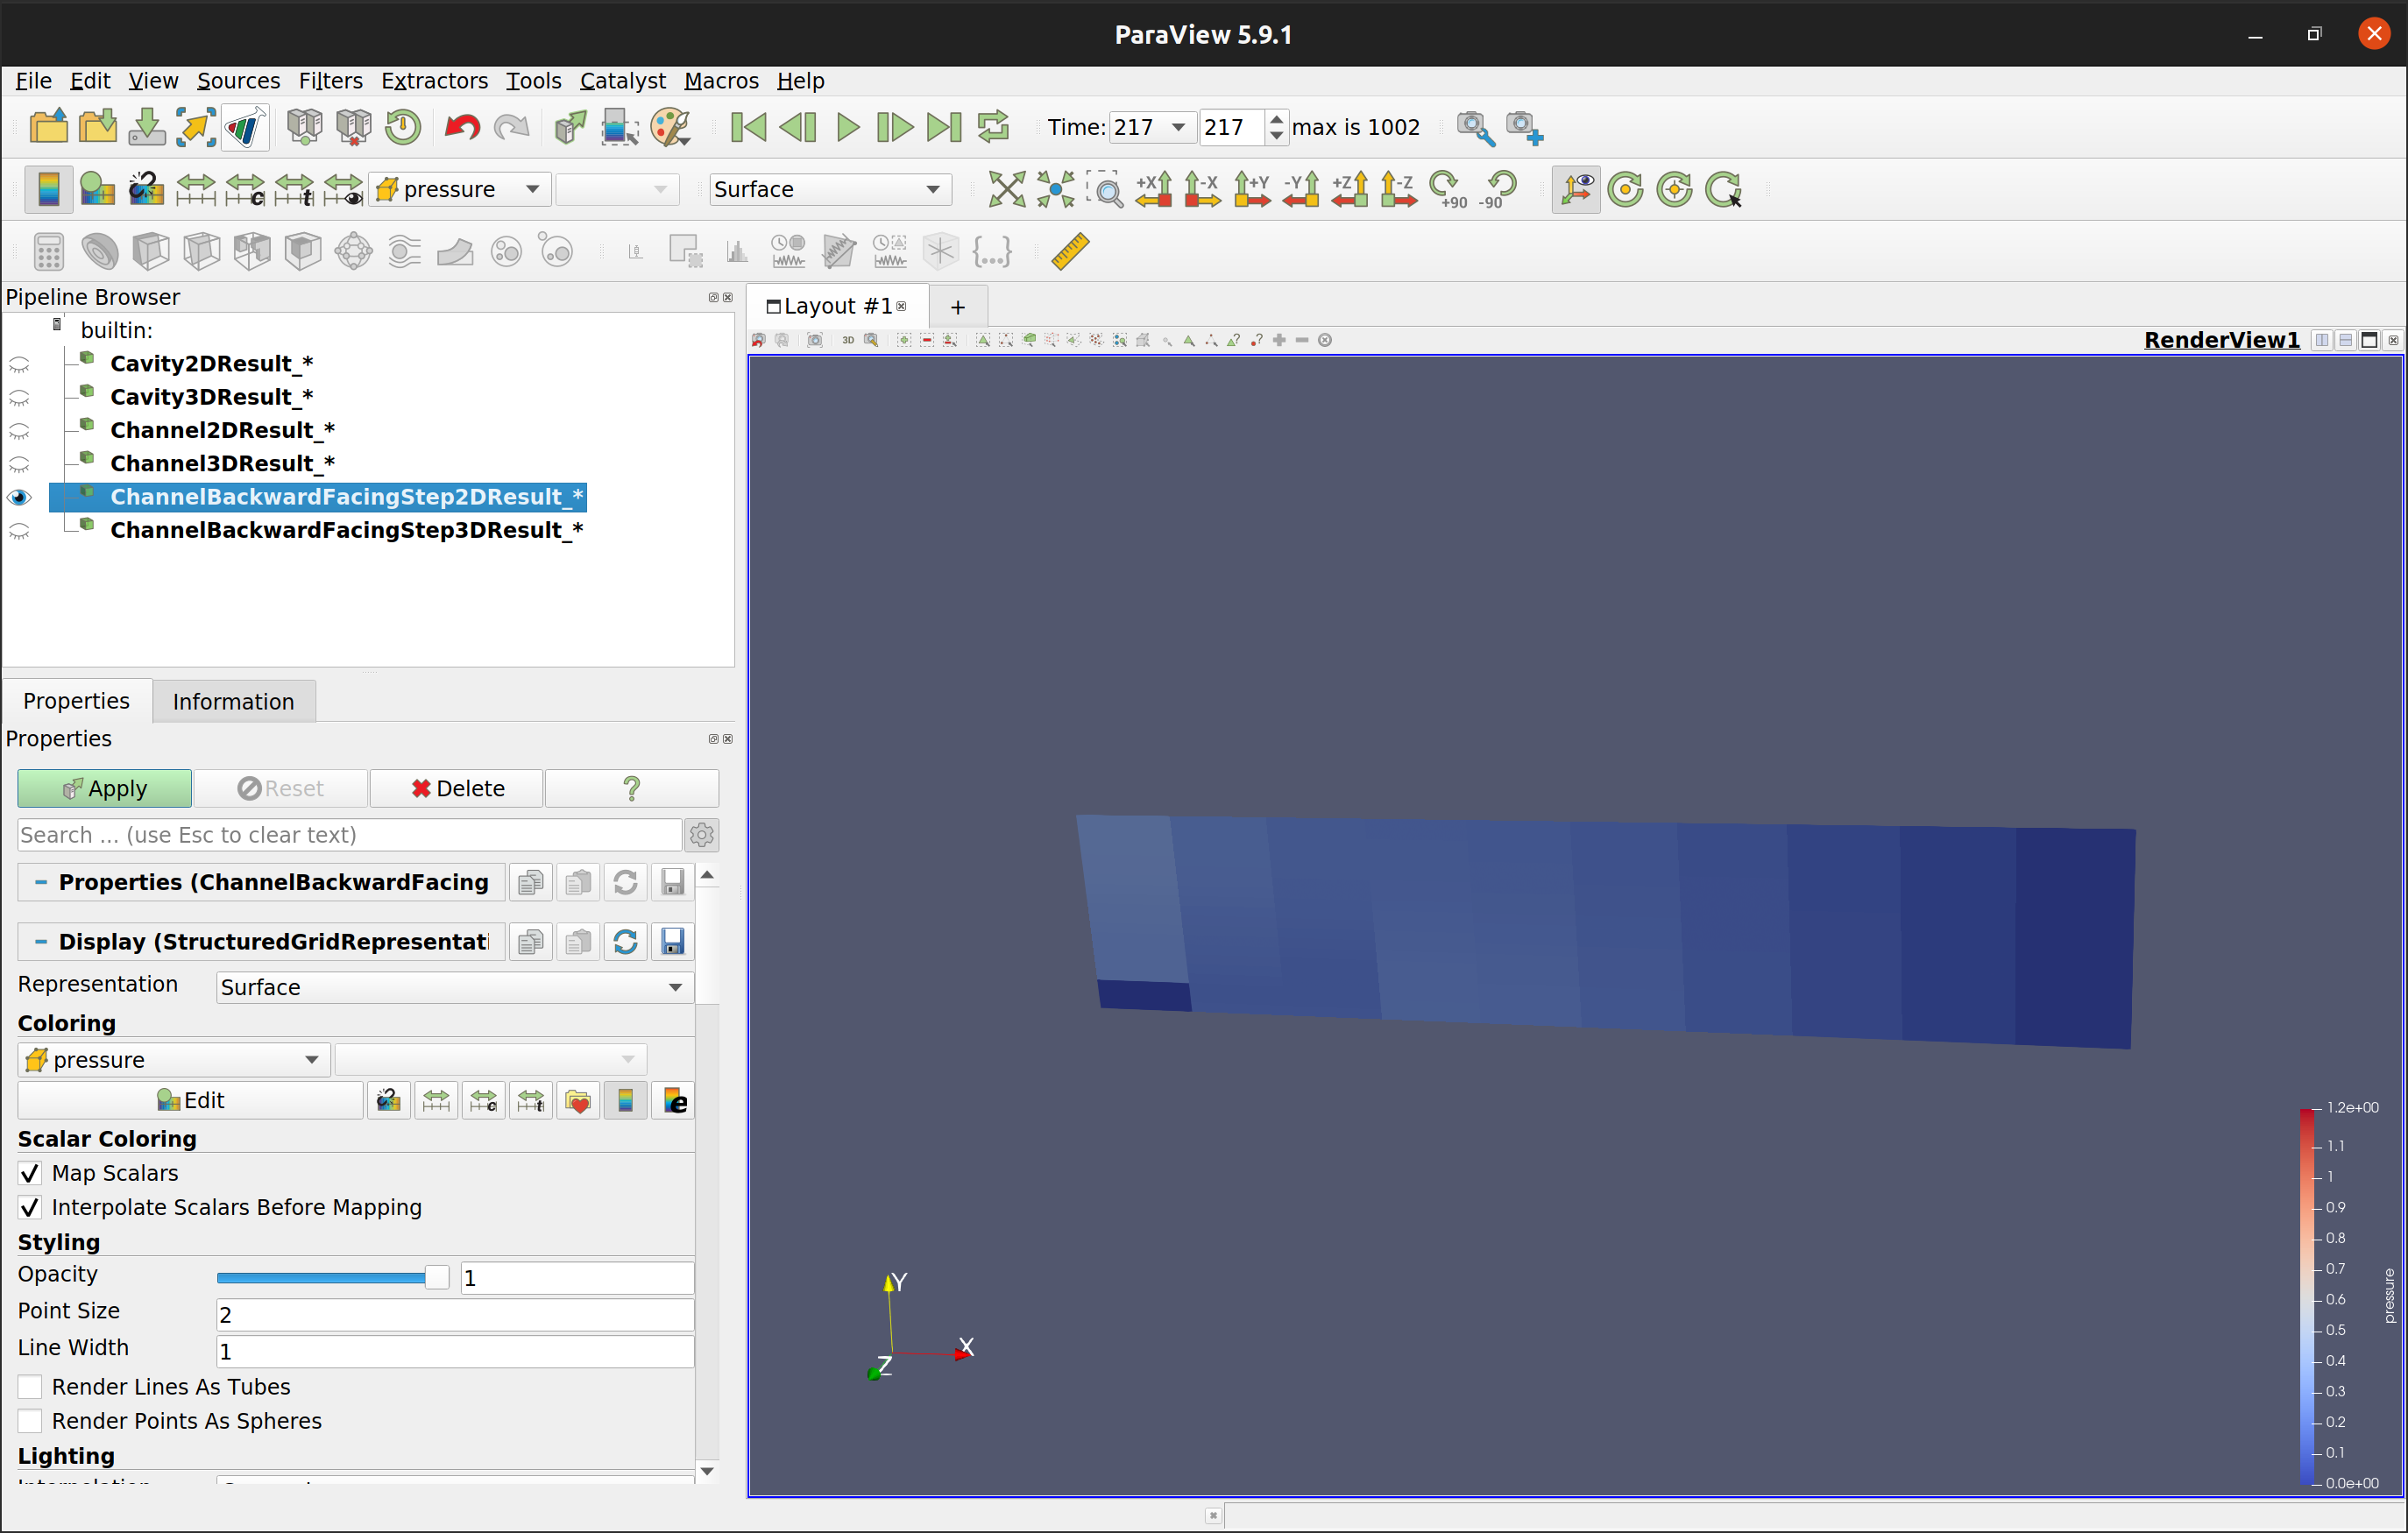 ParaView 5.9.1
File Edit View Sources Filters Extractors Tools Catalyst Macros Help
Time: 217 217 max is 1002
pressure Surface +X -X +Y -Y +Z -Z +90 -90
Pipeline Browser
Layout #1 +
builtin:
3D RenderView1
Cavity2DResult_*
Cavity3DResult_*
Channel2DResult_*
Channel3DResult_*
ChannelBackwardFacingStep2DResult_*
ChannelBackwardFacingStep3DResult_*
Properties Information
Properties
Apply Reset Delete ?
Search ... (use Esc to clear text)
Properties (ChannelBackwardFacing
Display (StructuredGridRepresentati
Representation Surface
Coloring
pressure
Edit
Scalar Coloring
Map Scalars
Interpolate Scalars Before Mapping
Styling
Opacity 1
Point Size 2
Line Width 1
Render Lines As Tubes
Render Points As Spheres
Lighting
Y
X
Z
1.2e+00
1.1
1
0.9
0.8
0.7
0.6
0.5
0.4
0.3
0.2
0.1
0.0e+00
pressure